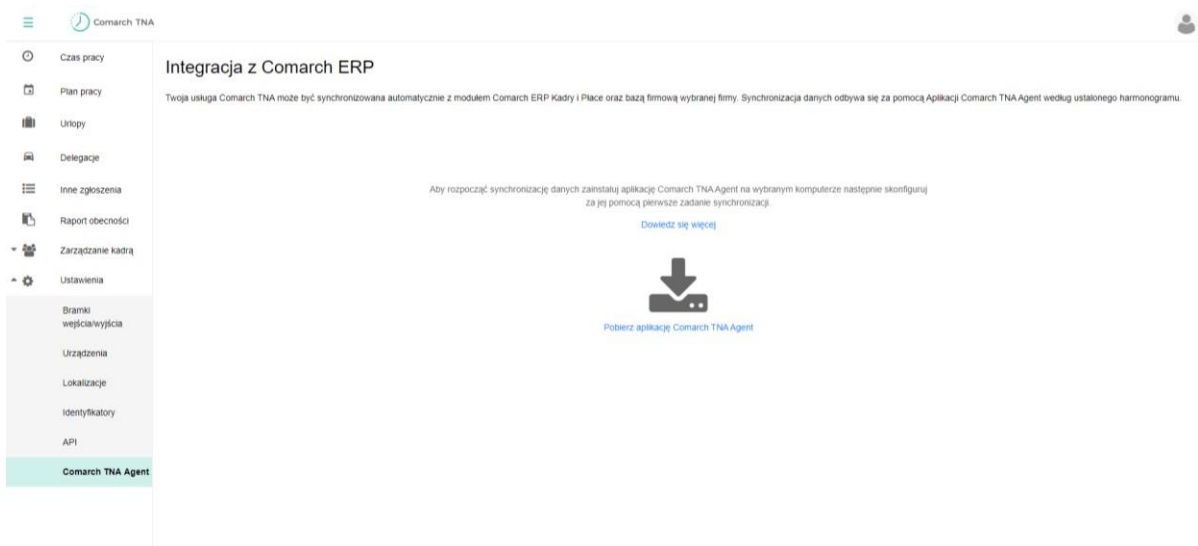 Comarch TNA
Czas pracy
Plan pracy
Urlopy
Delegacje
Inne zgłoszenia
Raport obecności
Zarządzanie kadrą
Ustawienia
Bramki
wejścia/wyjścia
Urządzenia
Lokalizacje
Identyfikatory
API
Comarch TNA Agent
Integracja z Comarch ERP
Twoja usługa Comarch TNA może być synchronizowana automatycznie z modułem Comarch ERP Kadry i Płace oraz bazą firmową wybranej firmy. Synchronizacja danych odbywa się za pomocą Aplikacji Comarch TNA Agent według ustalonego harmonogramu.
Aby rozpocząć synchronizację danych zainstaluj aplikację Comarch TNA Agent na wybranym komputerze następnie skonfiguruj
za jej pomocą pierwsze zadanie synchronizacji.
Dowiedz się więcej
Pobierz aplikację Comarch TNA Agent